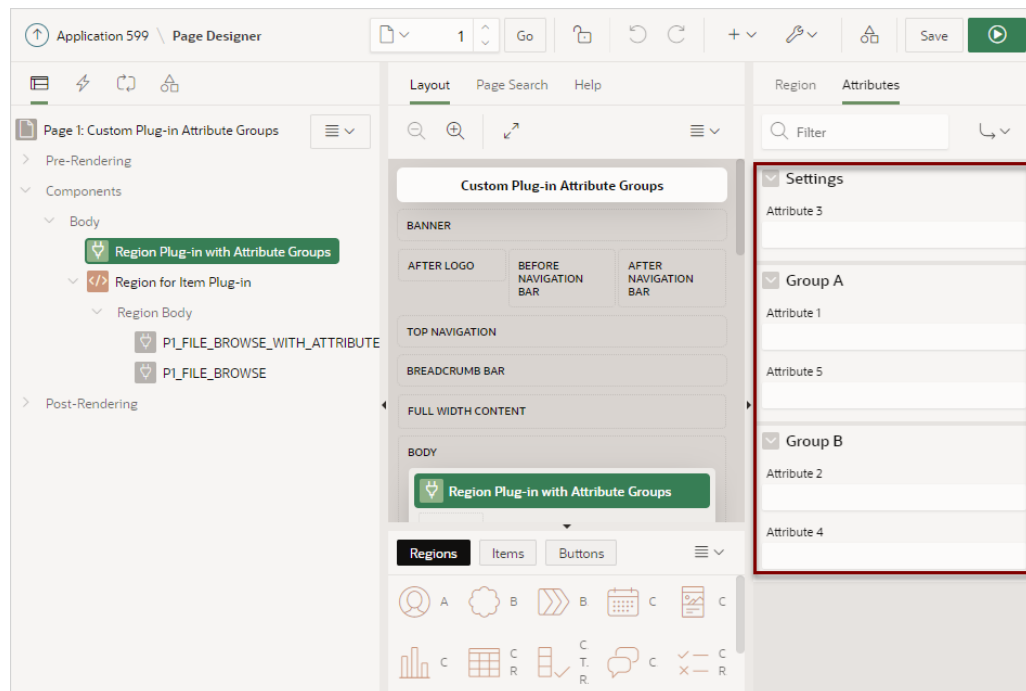 Application 599 \ Page Designer
1
Go
Save
Page 1: Custom Plug-in Attribute Groups
Pre-Rendering
Components
Body
Region Plug-in with Attribute Groups
Region for Item Plug-in
Region Body
P1_FILE_BROWSE_WITH_ATTRIBUTE
P1_FILE_BROWSE
Post-Rendering
Layout
Page Search
Help
Custom Plug-in Attribute Groups
BANNER
AFTER LOGO
BEFORE
NAVIGATION
BAR
AFTER
NAVIGATION
BAR
TOP NAVIGATION
BREADCRUMB BAR
FULL WIDTH CONTENT
BODY
Region Plug-in with Attribute Groups
Regions
Items
Buttons
A
B
B
C
C
C
C
R
C
T.
R.
C
C
R
Region
Attributes
Filter
Settings
Attribute 3
Group A
Attribute 1
Attribute 5
Group B
Attribute 2
Attribute 4